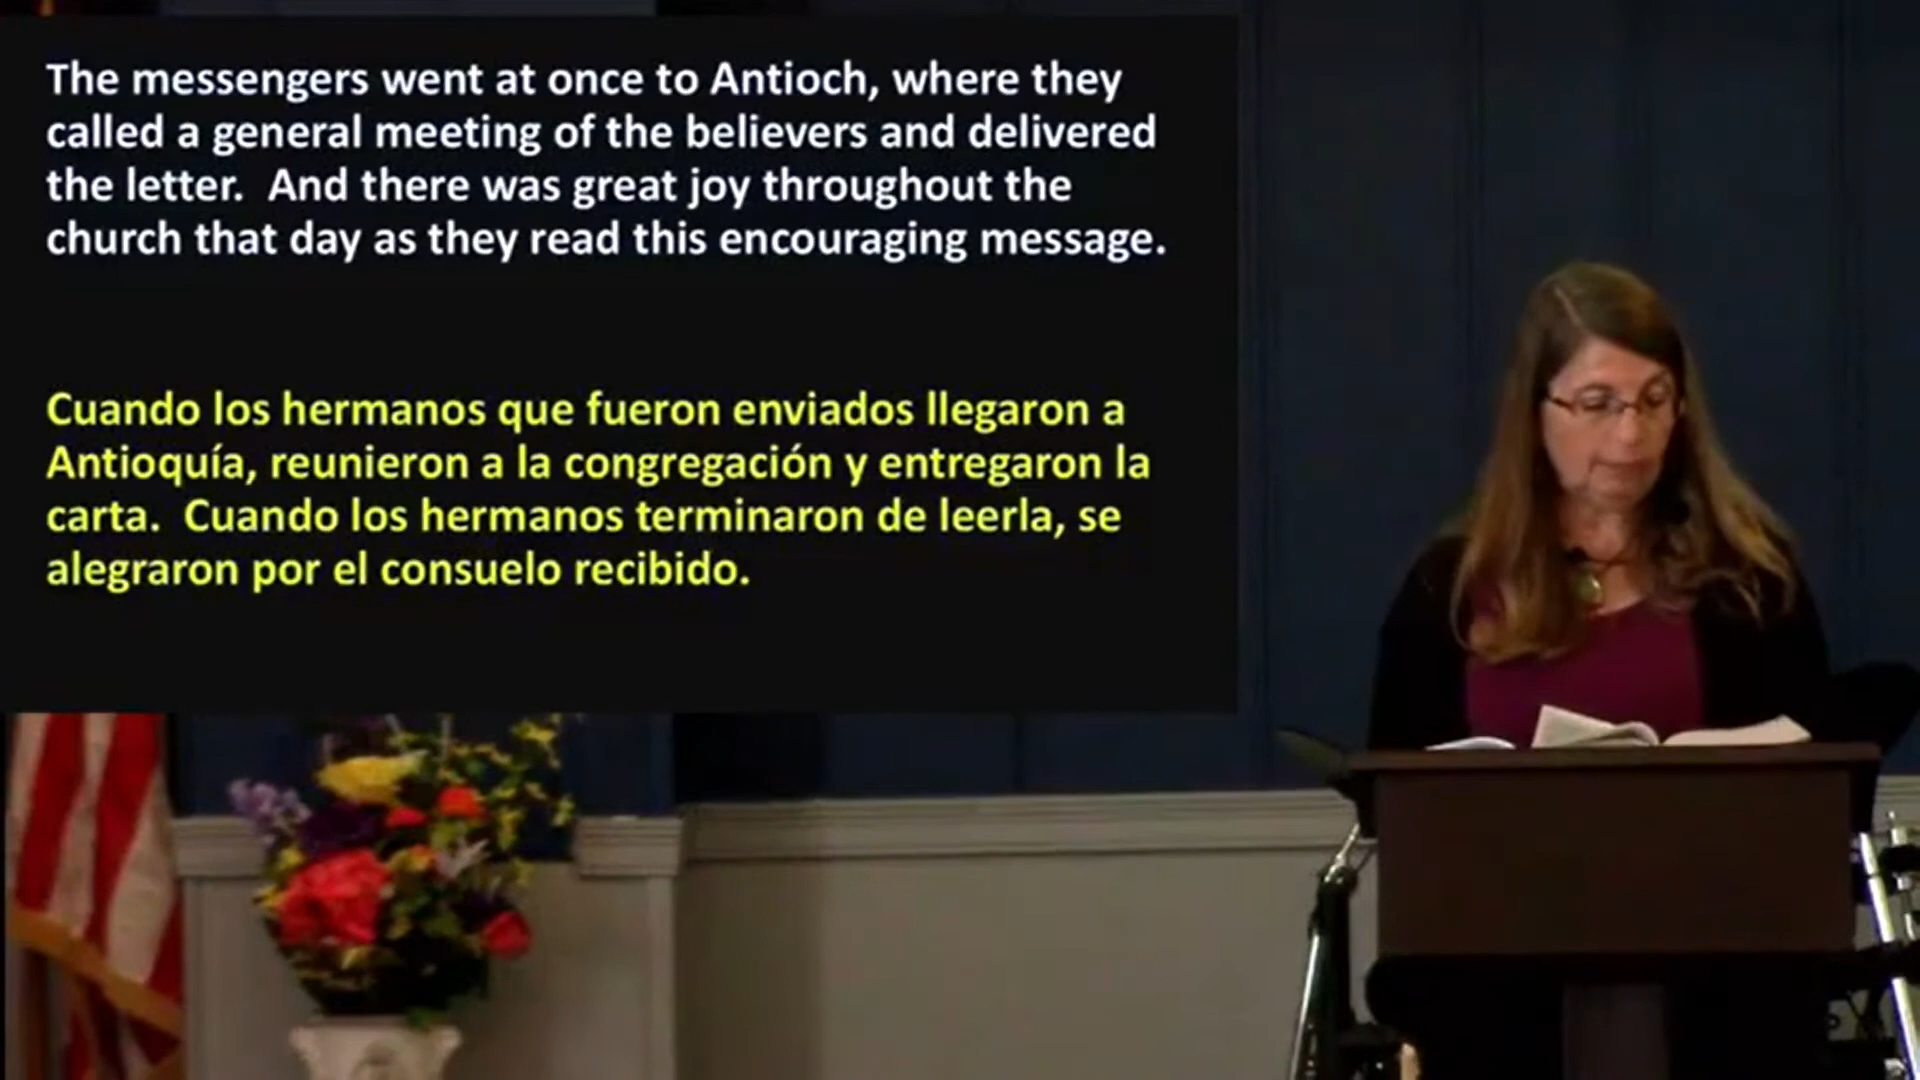 The messengers went at once to Antioch, where they
called a general meeting of the believers and delivered
the letter.  And there was great joy throughout the
church that day as they read this encouraging message.
Cuando los hermanos que fueron enviados llegaron a
Antioquía, reunieron a la congregación y entregaron la
carta.  Cuando los hermanos terminaron de leerla, se
alegraron por el consuelo recibido.